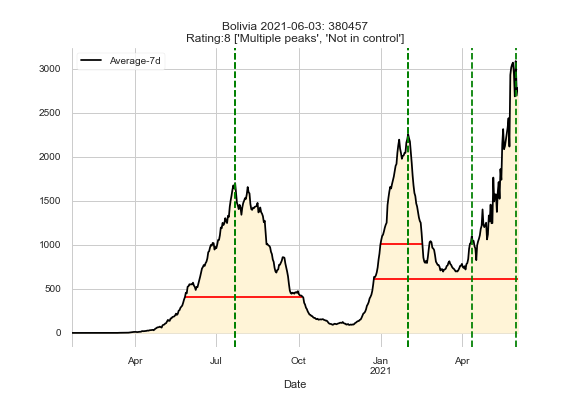 Bolivia 2021-06-03: 380457
Rating:8 ['Multiple peaks', 'Not in control']
Average-7d
3000
2500
2000
1500
1000
500
0
Apr
Jul
Oct
Jan
2021
Apr
Date